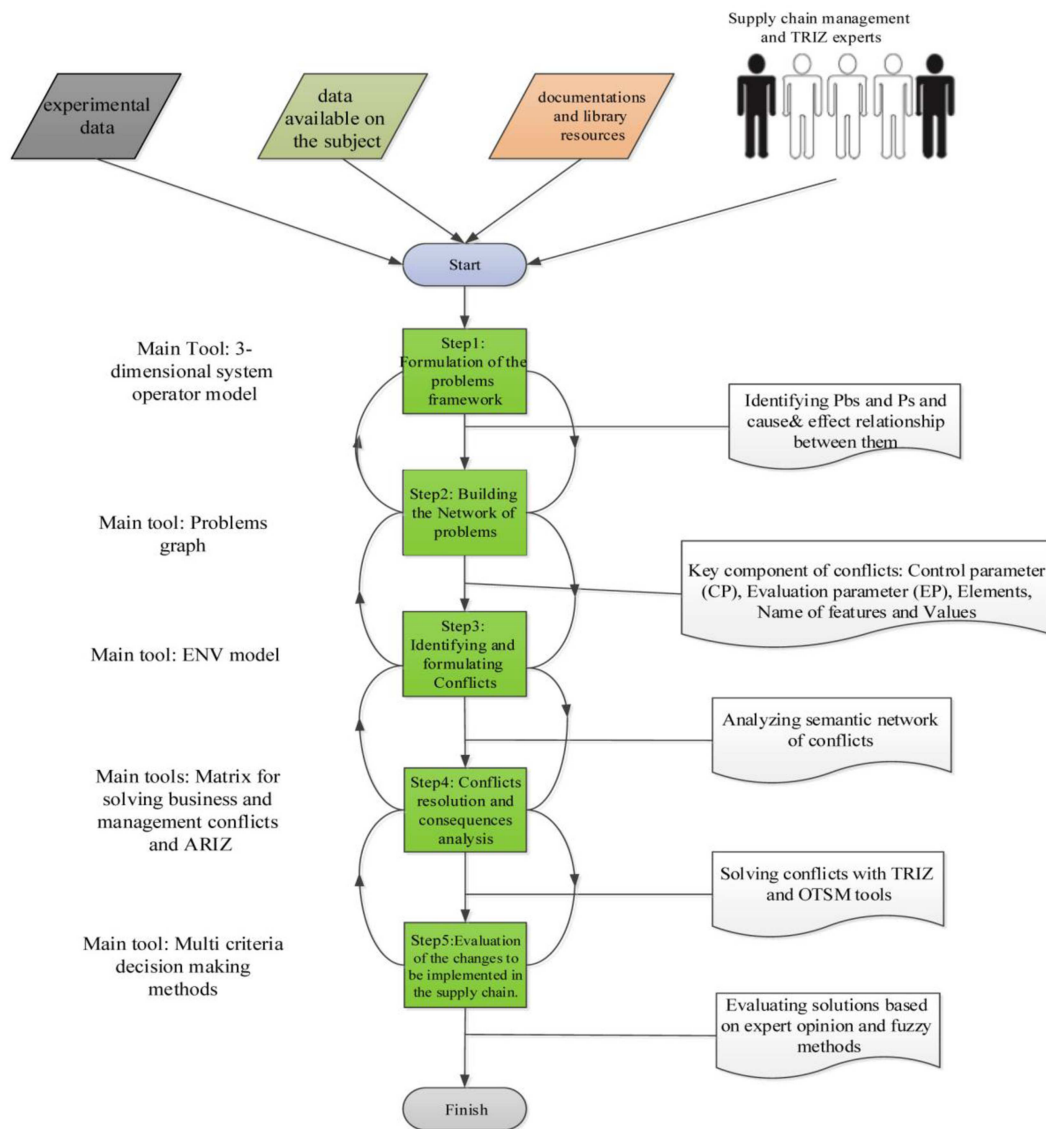 Supply chain management
and TRIZ experts
experimental
data
data
available on
the subject
documentations
and library
resources
Start
Main Tool: 3-
dimensional system
operator model
Step1:
Formulation of the
problems
framework
Identifying Pbs and Ps and
cause& effect relationship
between them
Main tool: Problems
graph
Step2: Building
the Network of
problems
Key component of conflicts: Control parameter
(CP), Evaluation parameter (EP), Elements,
Name of features and Values
Main tool: ENV model
Step3:
Identifying and
formulating
Conflicts
Analyzing semantic network
of conflicts
Main tools: Matrix for
solving business and
management conflicts
and ARIZ
Step4: Conflicts
resolution and
consequences
analysis
Solving conflicts with TRIZ
and OTSM tools
Main tool: Multi criteria
decision making
methods
Step5:Evaluation
of the changes to
be implemented in
the supply chain.
Evaluating solutions based
on expert opinion and fuzzy
methods
Finish